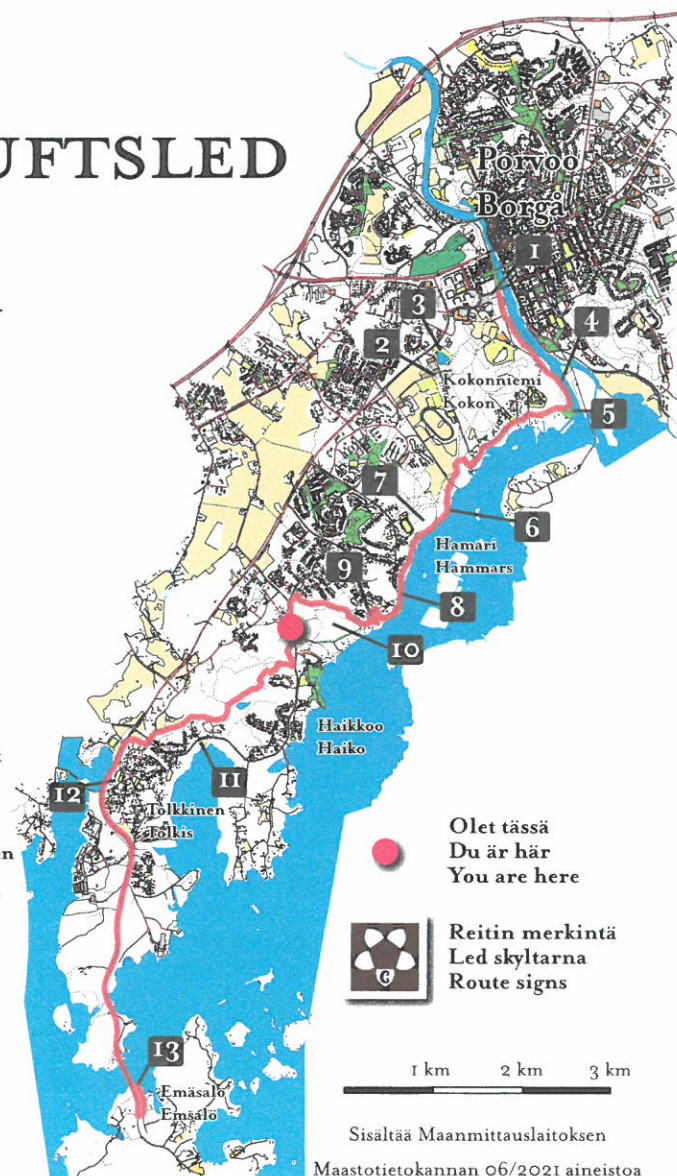 UFTSLED
Porvoo
Borgå
1
3
2
4
Kokonniemi
Kokon
5
7
6
Hamari
Hammars
9
8
10
Haikkoo
Haiko
11
12
Tolkkinen
Tolkis
en
Olet tässä
Du är här
You are here
Reitin merkintä
Led skyltarna
Route signs
G
13
Emäsalo
Emsalö
1 km 2 km 3 km
Sisältää Maanmittauslaitoksen
Maastotietokannan 06/2021 aineistoa